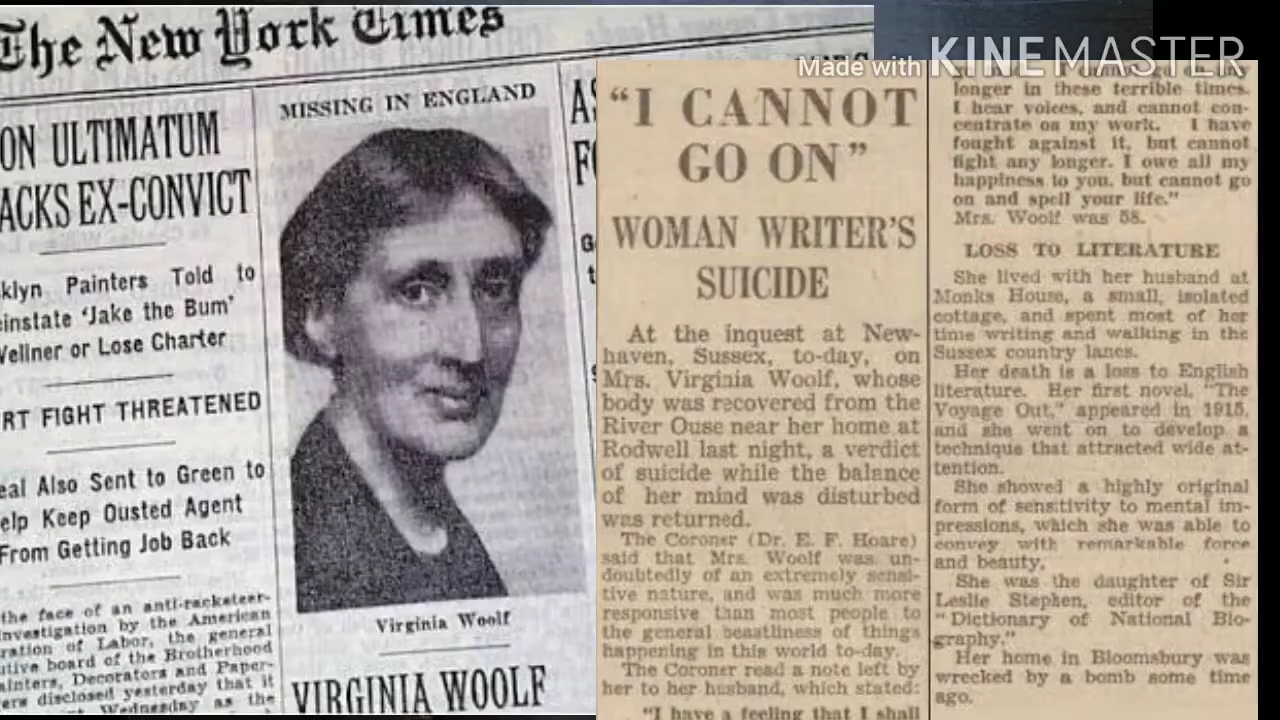 The New York Times
Made with KINEMASTER
ON ULTIMATUM
ACKS EX-CONVICT
klyn Painters Told to
einstate 'Jake the Bum'
Wellner or Lose Charter
RT FIGHT THREATENED
eal Also Sent to Green to
elp Keep Ousted Agent
From Getting Job Back
the face of an anti-racketeer-
investigation by the American
ration of Labor, the general
utive board of the Brotherhood
ainters, Decorators and Paper-
ers disclosed yesterday that it
Wednesday as the
MISSING IN ENGLAND
Virginia Woolf
VIRGINIA WOOLF
"I CANNOT
GO ON"
WOMAN WRITER'S
SUICIDE
At the inquest at New-
haven, Sussex, to-day, on
Mrs. Virginia Woolf, whose
body was recovered from the
River Ouse near her home at
Rodwell last night, a verdict
of suicide while the balance
of her mind was disturbed
was returned.
The Coroner (Dr. E. F. Hoare)
said that Mrs. Woolf was un-
doubtedly of an extremely sensi-
tive nature, and was much more
responsive than most people to
the general beastliness of things
happening in this world to-day.
The Coroner read a note left by
her to her husband, which stated:
"I have a feeling that I shall
longer in these terrible times.
I hear voices, and cannot con-
centrate on my work. I have
fought against it, but cannot
fight any longer. I owe all my
happiness to you, but cannot go
on and spell your life."
Mrs. Woolf was 58.
LOSS TO LITERATURE
She lived with her husband at
Monks House, a small, isolated
cottage, and spent most of her
time writing and walking in the
Sussex country lanes.
Her death is a loss to English
literature. Her first novel, "The
Voyage Out," appeared in 1915,
and she went on to develop a
technique that attracted wide at-
tention.
She showed a highly original
form of sensitivity to mental im-
pressions, which she was able to
convey with remarkable force
and beauty.
She was the daughter of Sir
Leslie Stephen, editor of the
"Dictionary of National Bio-
graphy."
Her home in Bloomsbury was
wrecked by a bomb some time
ago.